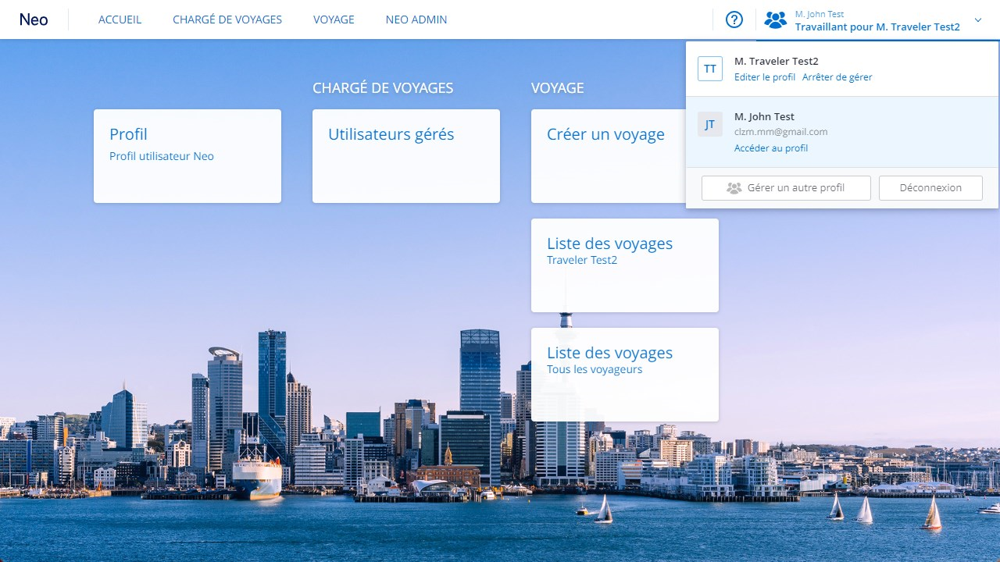 Neo
ACCUEIL
CHARGÉ DE VOYAGES
VOYAGE
NEO ADMIN
M. John Test
Travaillant pour M. Traveler Test2
TT
M. Traveler Test2
Editer le profil Arrêter de gérer
JT
M. John Test
clzm.mm@gmail.com
Accéder au profil
Gérer un autre profil
Déconnexion
Profil
Profil utilisateur Neo
CHARGÉ DE VOYAGES
Utilisateurs gérés
VOYAGE
Créer un voyage
Liste des voyages
Traveler Test2
Liste des voyages
Tous les voyageurs